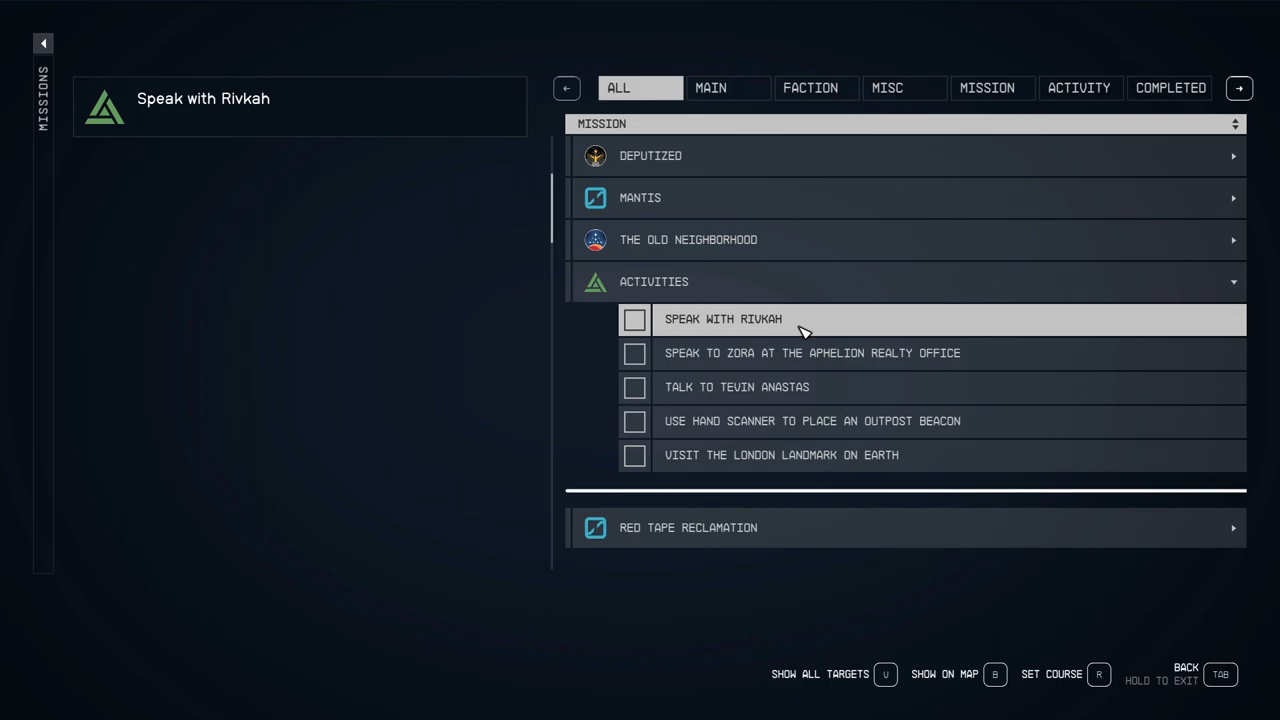 MISSIONS
Speak with Rivkah
ALL MAIN FACTION MISC MISSION ACTIVITY COMPLETED
MISSION
DEPUTIZED
MANTIS
THE OLD NEIGHBORHOOD
ACTIVITIES
SPEAK WITH RIVKAH
SPEAK TO ZORA AT THE APHELION REALTY OFFICE
TALK TO TEVIN ANASTAS
USE HAND SCANNER TO PLACE AN OUTPOST BEACON
VISIT THE LONDON LANDMARK ON EARTH
RED TAPE RECLAMATION
SHOW ALL TARGETS V SHOW ON MAP B SET COURSE R BACK TAB
HOLD TO EXIT